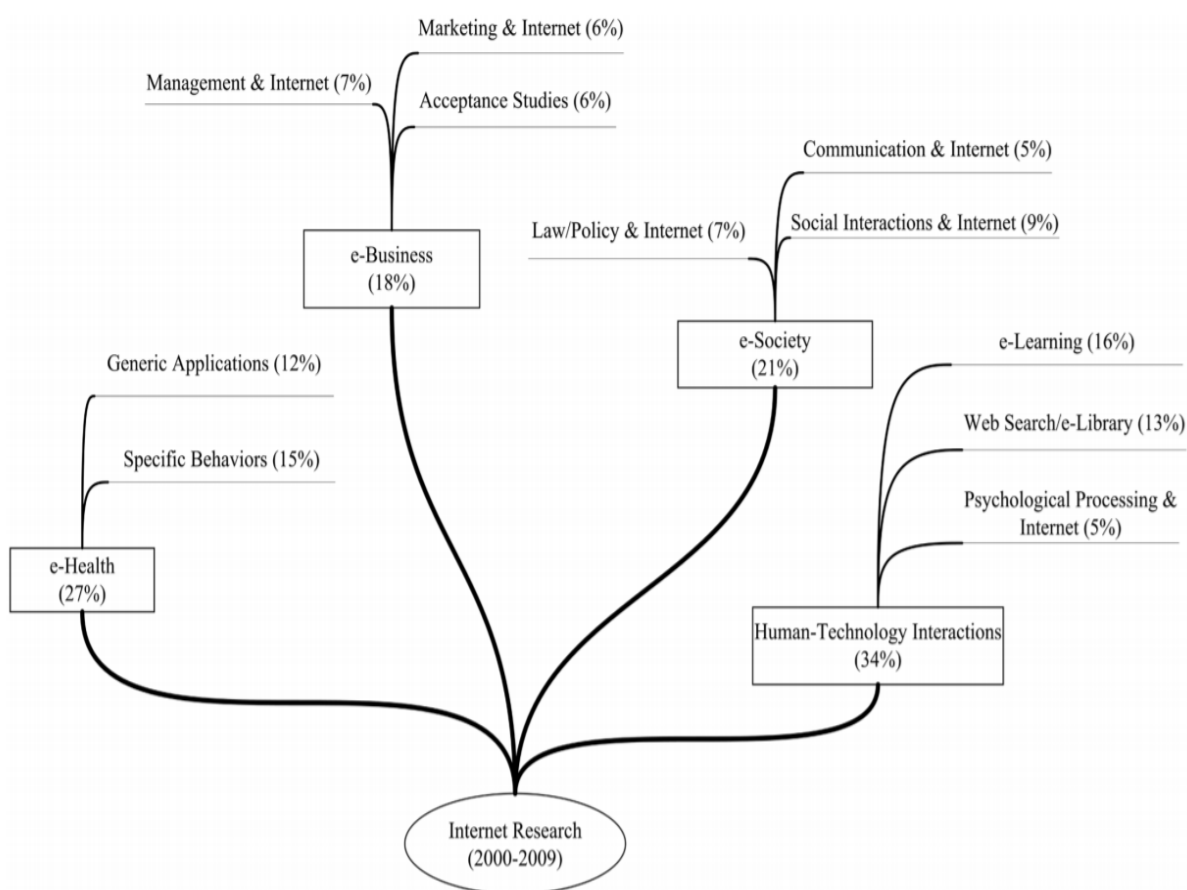 Marketing & Internet (6%)
Management & Internet (7%)
Acceptance Studies (6%)
e-Business
(18%)
Communication & Internet (5%)
Law/Policy & Internet (7%)
Social Interactions & Internet (9%)
e-Society
(21%)
Generic Applications (12%)
Specific Behaviors (15%)
e-Health
(27%)
e-Learning (16%)
Web Search/e-Library (13%)
Psychological Processing &
Internet (5%)
Human-Technology Interactions
(34%)
Internet Research
(2000-2009)